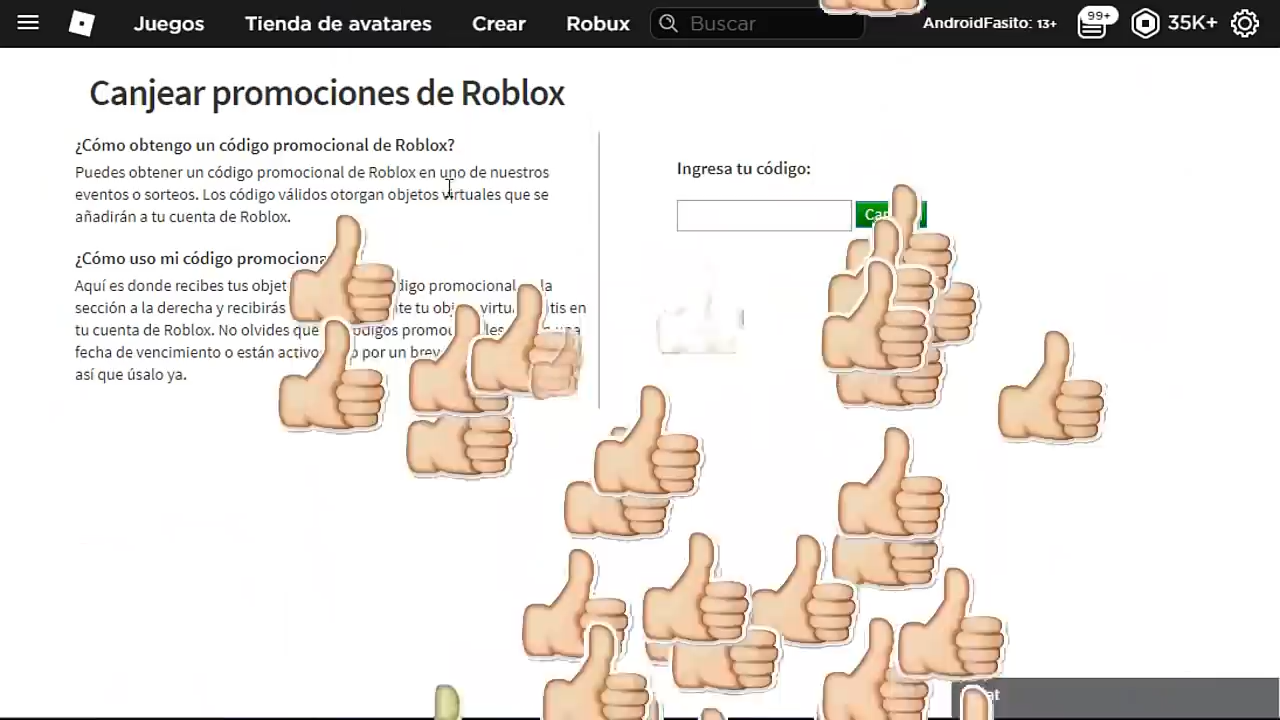 Juegos Tienda de avatares Crear Robux Buscar AndroidFasito: 13+ 99+ 35K+
Canjear promociones de Roblox
¿Cómo obtengo un código promocional de Roblox?
Puedes obtener un código promocional de Roblox en uno de nuestros
eventos o sorteos. Los código válidos otorgan objetos virtuales que se
añadirán a tu cuenta de Roblox.
¿Cómo uso mi código
Aquí es donde recibes tus
sección a la derecha y recibirás tu en
tu cuenta de Roblox. No olvides que
fecha de vencimiento o están por un
así que úsalo ya.
Ingresa tu código: